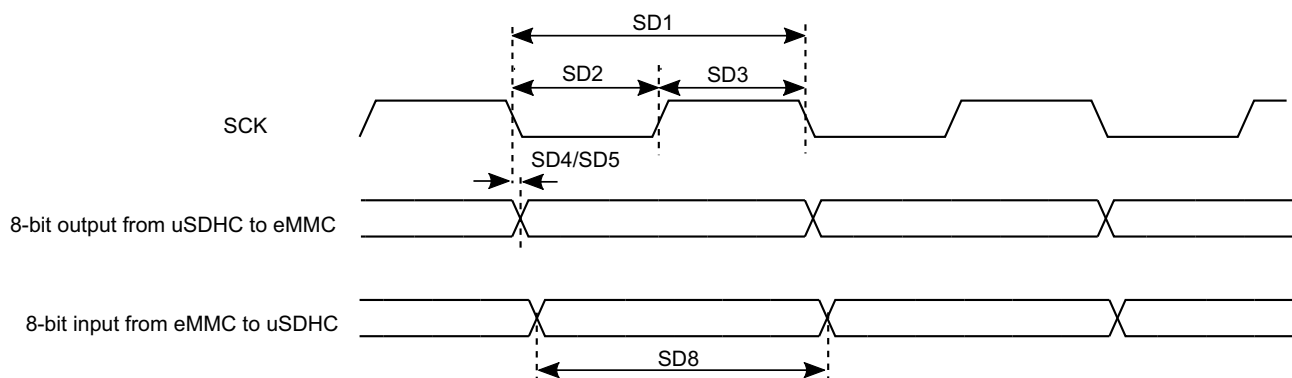 SD1
SD2
SD3
SCK
SD4/SD5
8-bit output from uSDHC to eMMC
8-bit input from eMMC to uSDHC
SD8